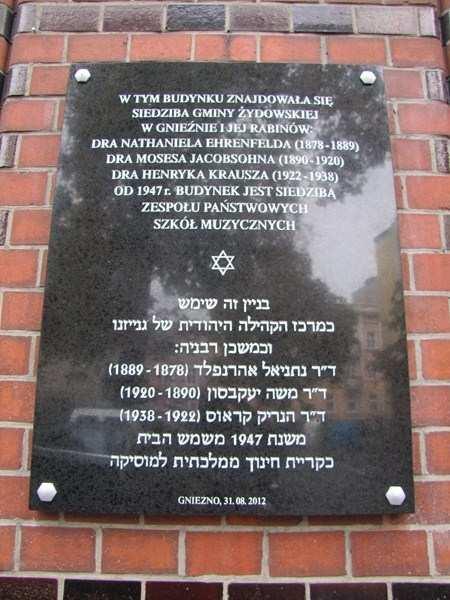 W TYM BUDYNKU ZNAJDOWAŁA SIĘ
SIEDZIBA GMINY ŻYDOWSKIEJ
W GNIEŹNIE I JEJ RABINÓW:
DRA NATHANIELA EHRENFELDA (1878-1889)
DRA MOSESA JACOBSOHNA (1890-1920)
DRA HENRYKA KRAUSZA (1922-1938)
OD 1947 r. BUDYNEK JEST SIEDZIBĄ
ZESPOŁU PAŃSTWOWYCH
SZKÓŁ MUZYCZNYCH
בניין זה שימש
כמרכז הקהילה היהודית של גנייזנו
וכמשכן רבניה:
ד״ר נתניאל אהרנפלד (1878-1889)
ד״ר משה יעקבסון (1890-1920)
ד״ר הנריק קראוס (1922-1938)
משנת 1947 משמש הבית
כקריית חינוך ממלכתית למוסיקה
GNIEZNO, 31. 08. 2012